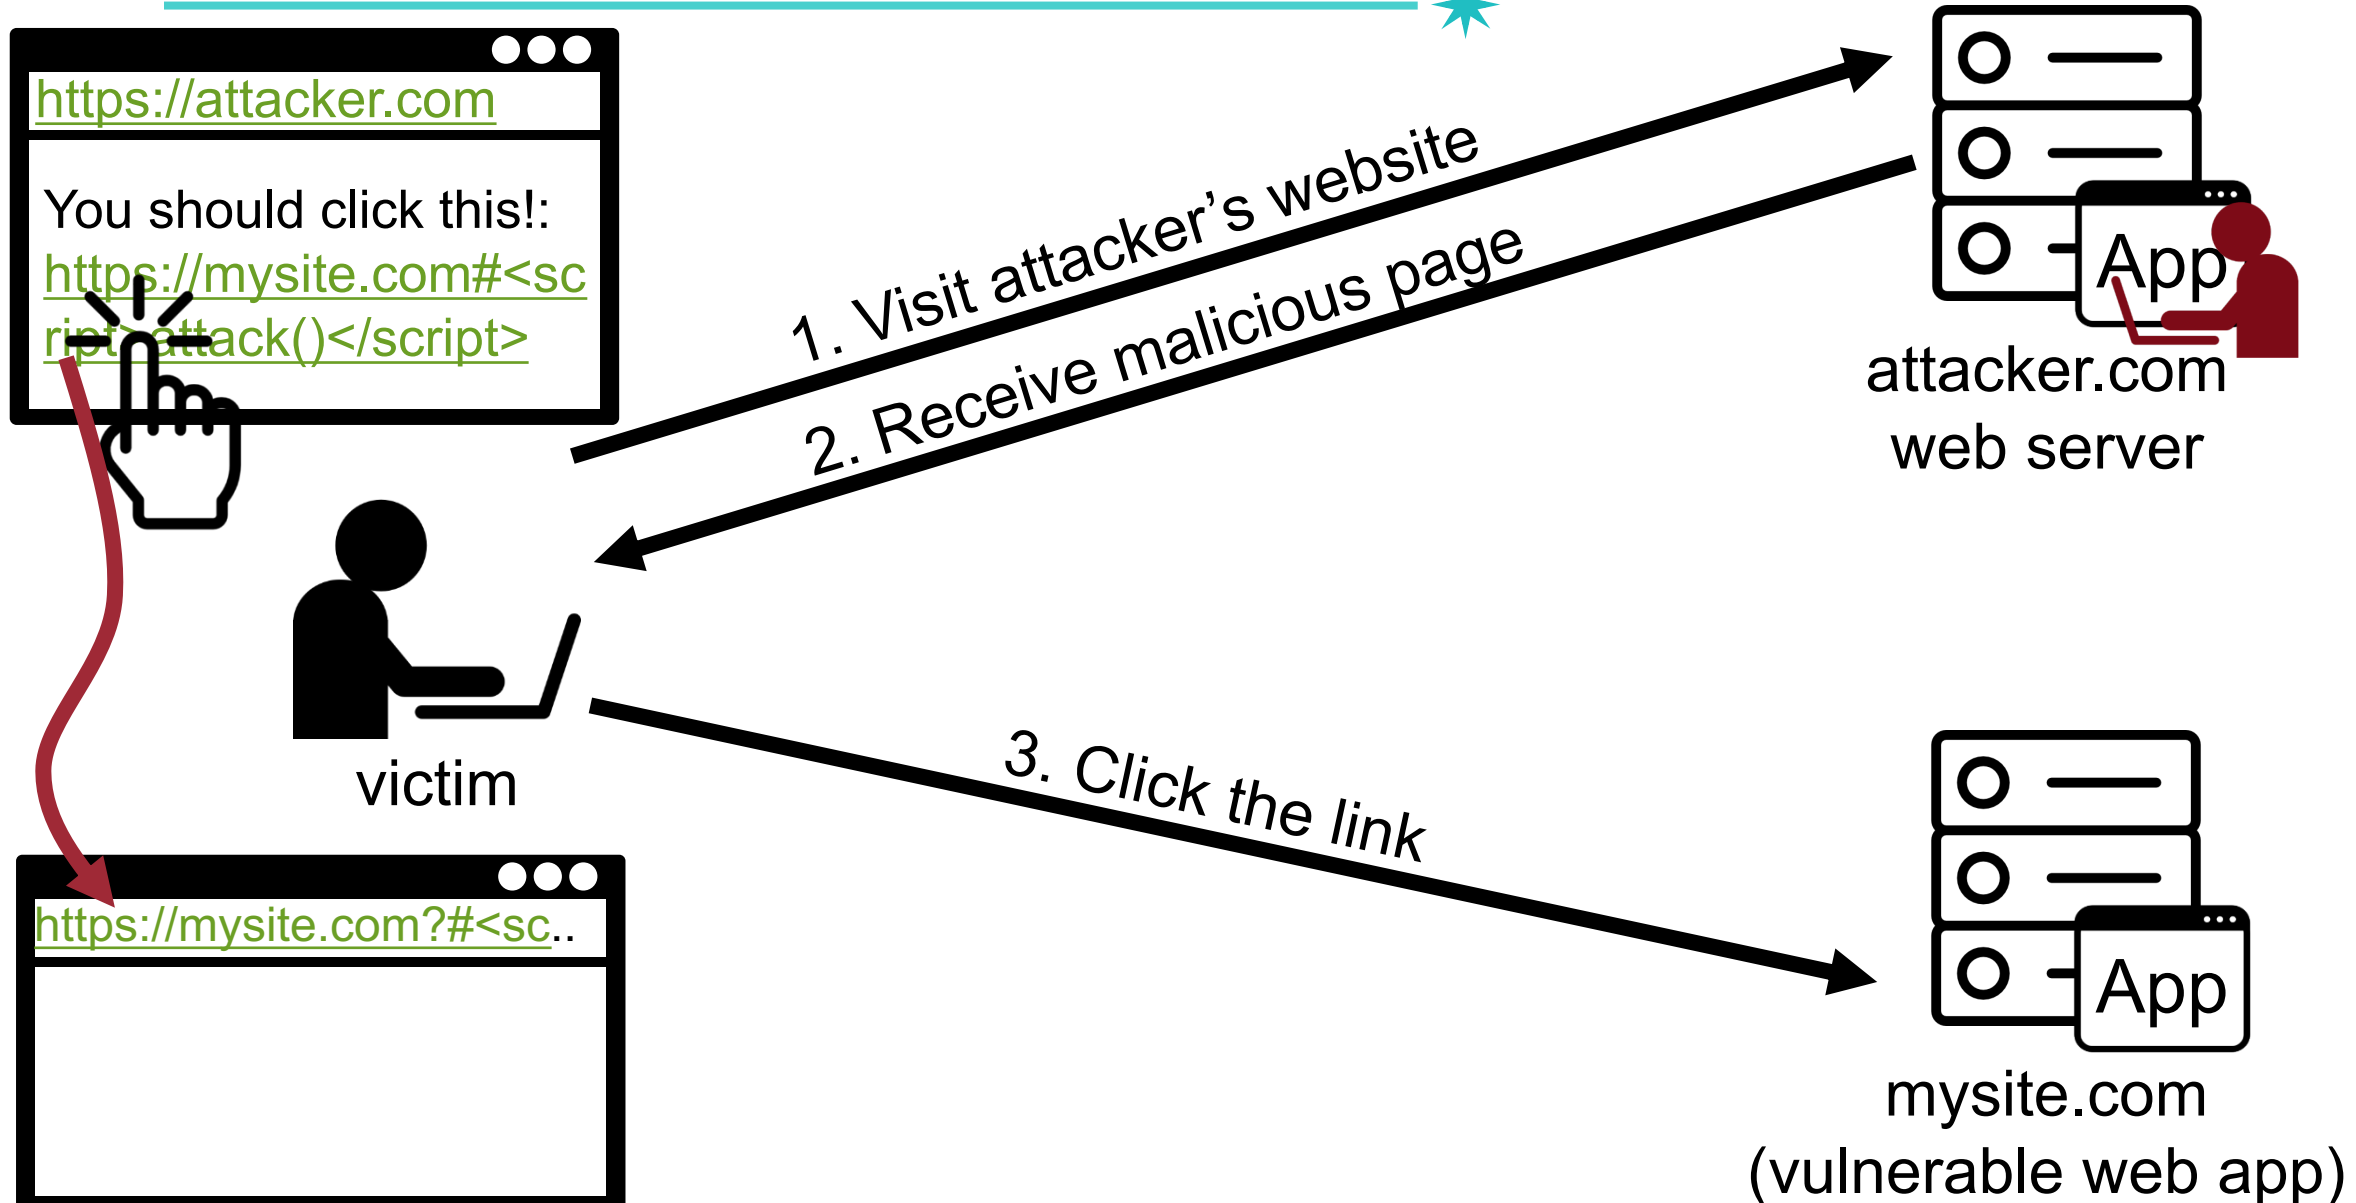 https://attacker.com
You should click this!:
https://mysite.com#<sc
ript>attack()</script>
1. Visit attacker’s website
2. Receive malicious page
App
attacker.com
web server
victim
3. Click the link
https://mysite.com?#<sc..
App
mysite.com
(vulnerable web app)